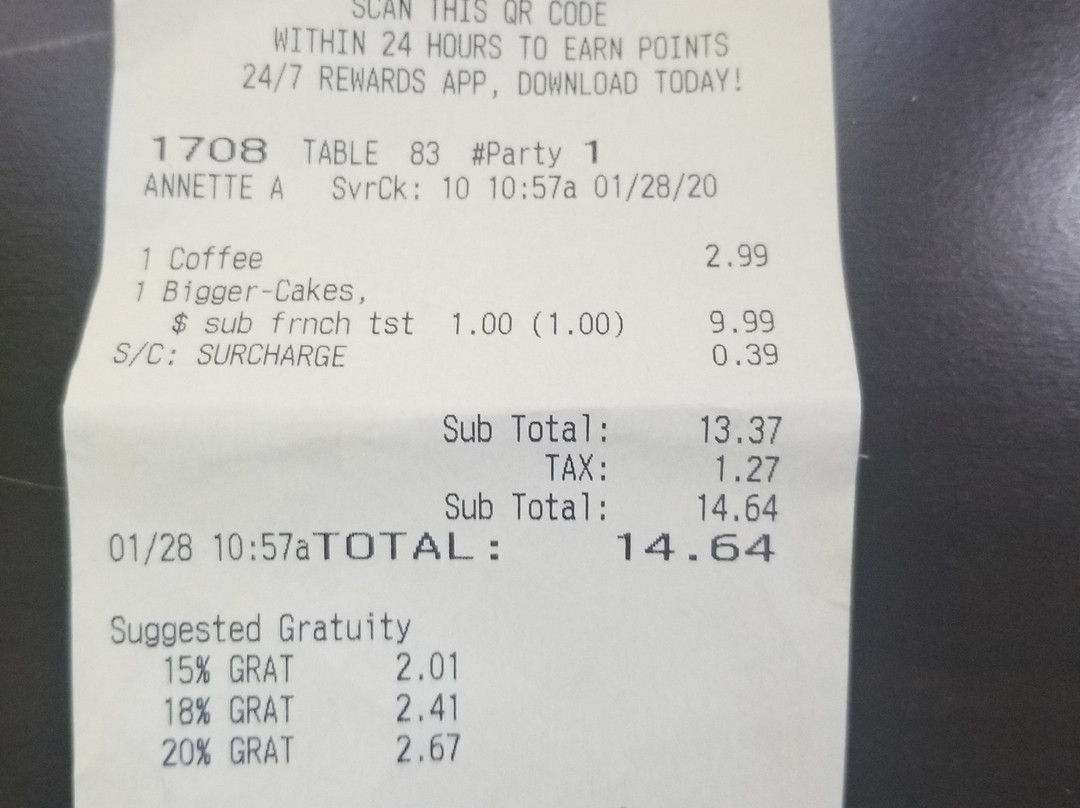 SCAN THIS QR CODE
WITHIN 24 HOURS TO EARN POINTS
24/7 REWARDS APP, DOWNLOAD TODAY!
1708 TABLE 83 #Party 1
ANNETTE A SvrCk: 10 10:57a 01/28/20
1 Coffee 2.99
1 Bigger-Cakes,
$ sub frnch tst 1.00 (1.00) 9.99
S/C: SURCHARGE 0.39
Sub Total: 13.37
TAX: 1.27
Sub Total: 14.64
01/28 10:57aTOTAL: 14.64
Suggested Gratuity
15% GRAT 2.01
18% GRAT 2.41
20% GRAT 2.67